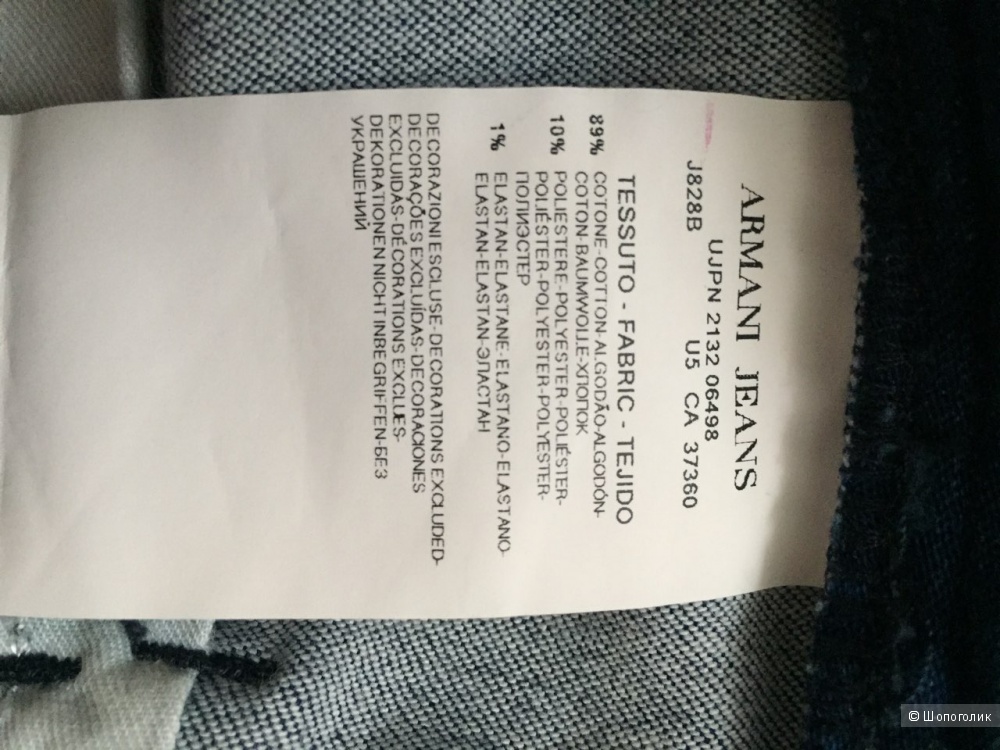 ARMANI JEANS
UJPN 2132 06498
J828B U5 CA 37360
TESSUTO - FABRIC - TEJIDO
89% COTONE-COTTON-ALGODÃO-ALGODÓN-
COTON-BAUMWOLLE-ХЛОПОК
10% POLIESTERE-POLYESTER-POLIÉSTER-
POLIÉSTER-POLYESTER-POLYESTER-
ПОЛИЭСТЕР
1% ELASTAN-ELASTANE-ELASTANO-ELASTANO-
ELASTAN-ELASTAN-ЭЛАСТАН
DECORAZIONI ESCLUSE-DECORATIONS EXCLUDED-
DECORAÇÕES EXCLUÍDAS-DECORACIONES
EXCLUIDAS-DÉCORATIONS EXCLUES-
DEKORATIONEN NICHT INBEGRIFFEN-БЕЗ
УКРАШЕНИЙ
© Шопоголик